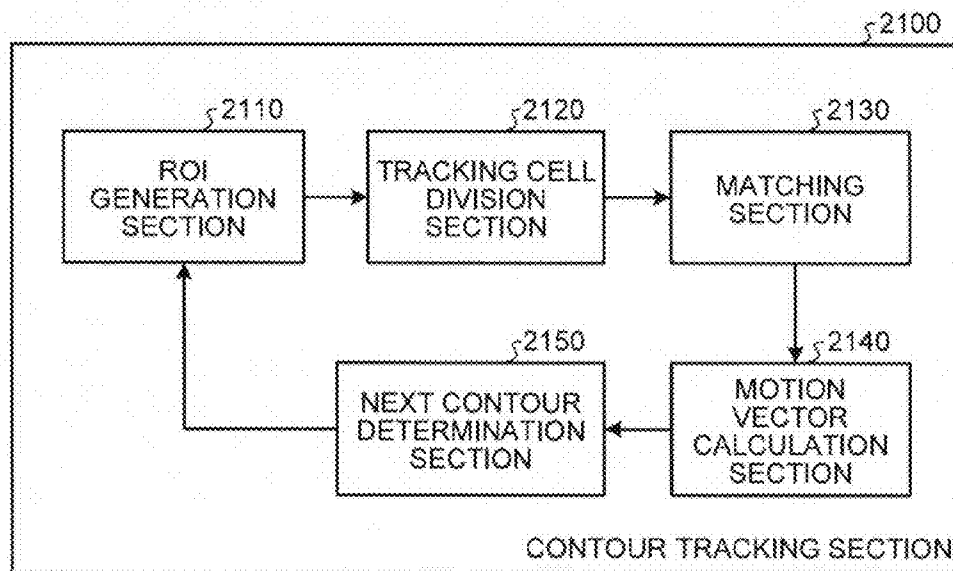 2100
2110
ROI
GENERATION
SECTION
2120
TRACKING CELL
DIVISION
SECTION
2130
MATCHING
SECTION
2150
NEXT CONTOUR
DETERMINATION
SECTION
2140
MOTION
VECTOR
CALCULATION
SECTION
CONTOUR TRACKING SECTION